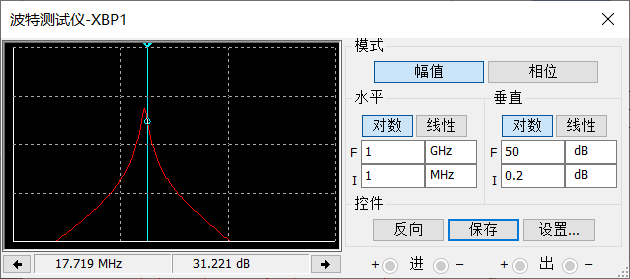 波特测试仪-XBP1
模式
幅值 相位
水平 垂直
对数 线性 对数 线性
F 1 GHz F 50 dB
I 1 MHz I 0.2 dB
控件
反向 保存 设置...
17.719 MHz 31.221 dB
+ 进 − + 出 −